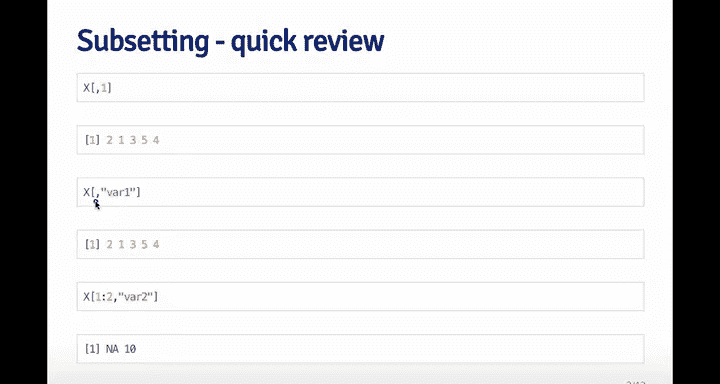 Subsetting - quick review
X[,1]
[1] 2 1 3 5 4
X[,"var1"]
[1] 2 1 3 5 4
X[1:2,"var2"]
[1] NA 10